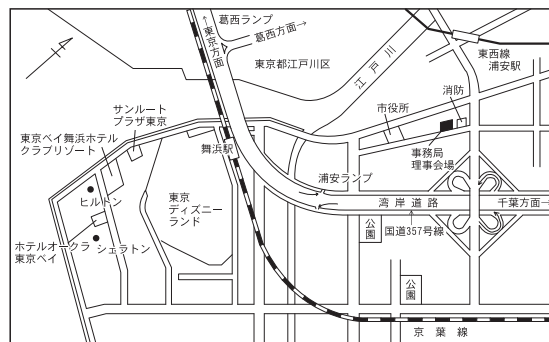 葛西ランプ
←東京方面
葛西方面→
東京都江戸川区
江戸川
東西線
浦安駅
消防
市役所
サンルート
プラザ東京
東京ベイ舞浜ホテル
クラブリゾート
舞浜駅
事務局
理事会場
浦安ランプ
ヒルトン
東京
ディズニー
ランド
湾岸道路
千葉方面→
国道357号線
公園
ホテルオークラ
東京ベイ
シェラトン
公園
京葉線